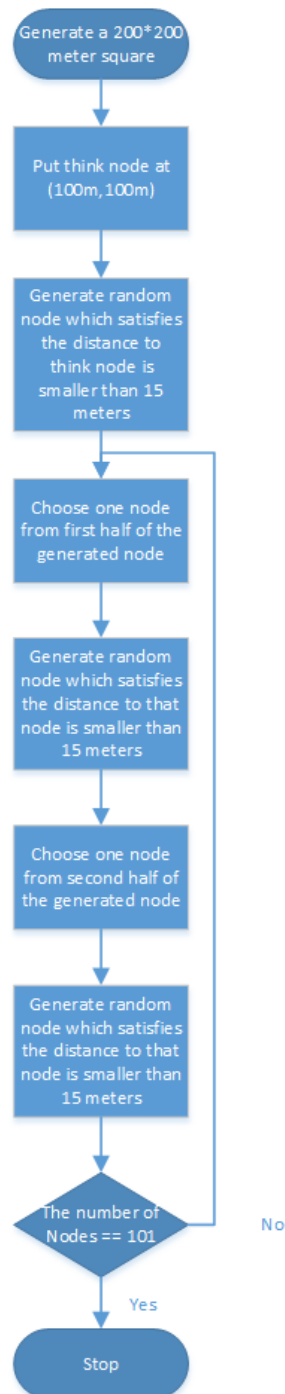 Generate a 200*200
meter square
Put think node at
(100m,100m)
Generate random
node which satisfies
the distance to
think node is
smaller than 15
meters
Choose one node
from first half of the
generated node
Generate random
node which satisfies
the distance to that
node is smaller than
15 meters
Choose one node
from second half of
the generated node
Generate random
node which satisfies
the distance to that
node is smaller than
15 meters
The number of
Nodes == 101
No
Yes
Stop